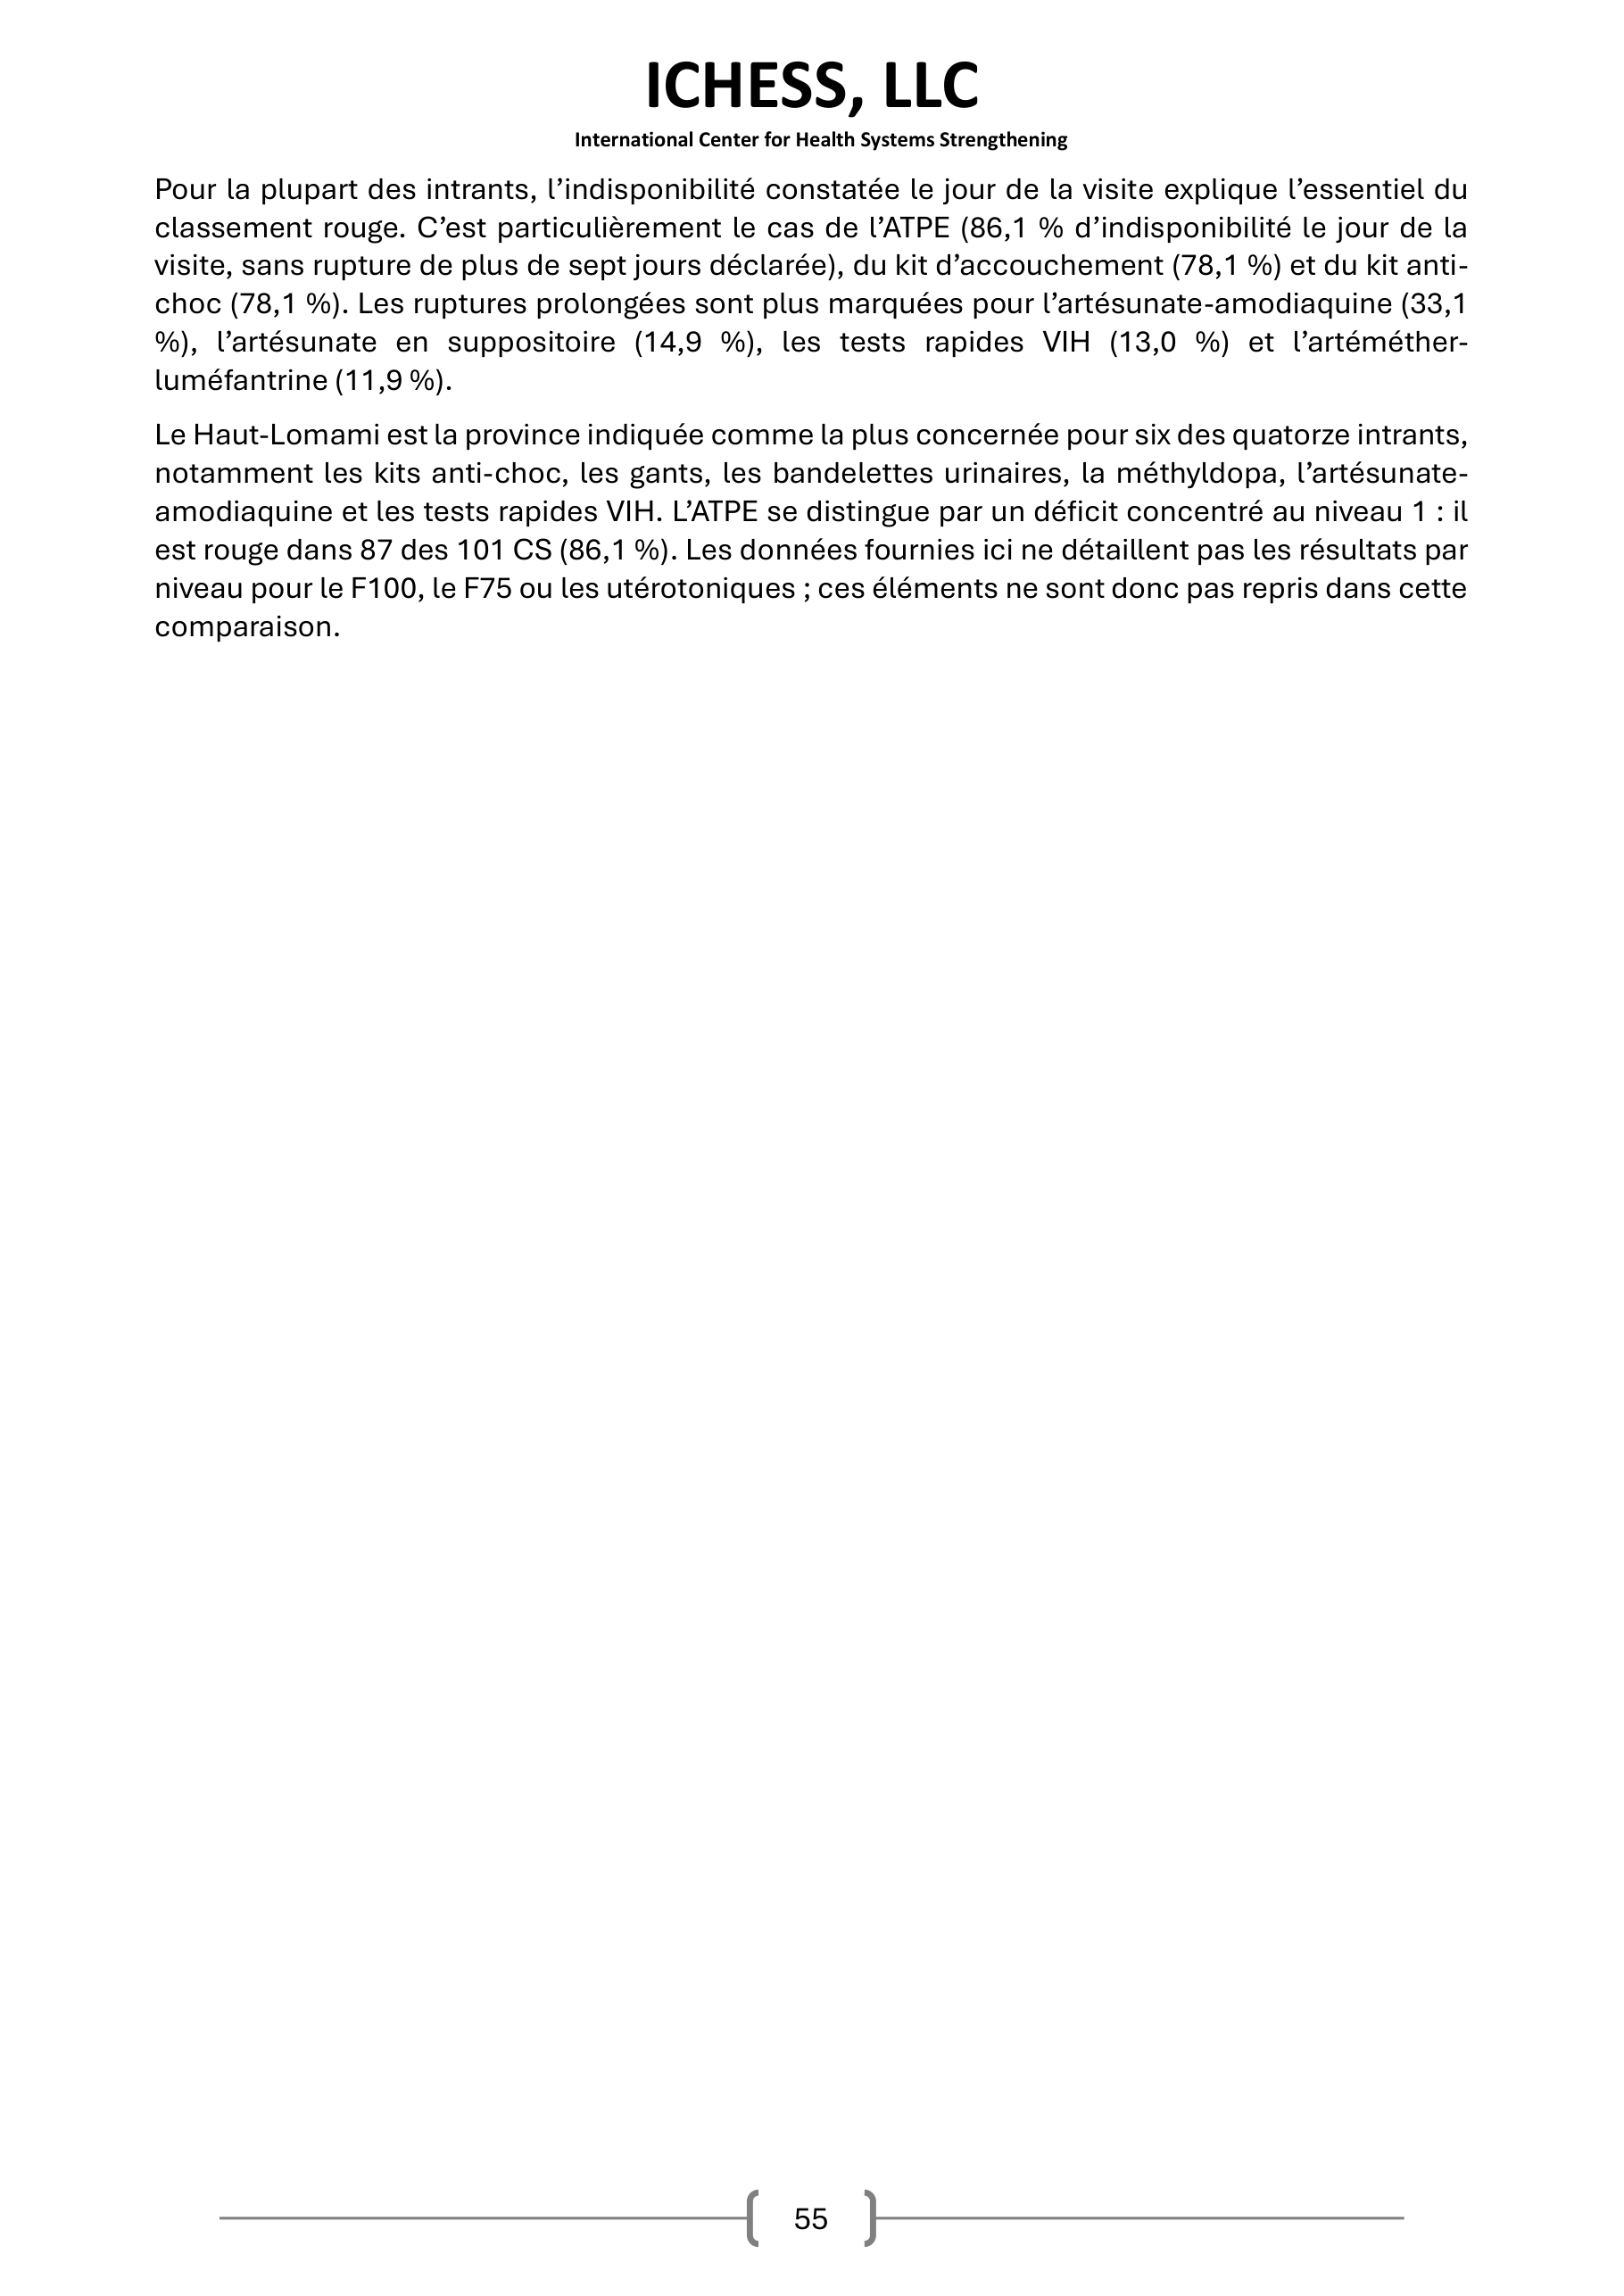 ICHESS, LLC
International Center for Health Systems Strengthening
Pour la plupart des intrants, l’indisponibilité constatée le jour de la visite explique l’essentiel du
classement rouge. C’est particulièrement le cas de l’ATPE (86,1 % d’indisponibilité le jour de la
visite, sans rupture de plus de sept jours déclarée), du kit d’accouchement (78,1 %) et du kit anti-
choc (78,1 %). Les ruptures prolongées sont plus marquées pour l’artésunate-amodiaquine (33,1
%), l’artésunate en suppositoire (14,9 %), les tests rapides VIH (13,0 %) et l’artéméther-
luméfantrine (11,9 %).
Le Haut-Lomami est la province indiquée comme la plus concernée pour six des quatorze intrants,
notamment les kits anti-choc, les gants, les bandelettes urinaires, la méthyldopa, l’artésunate-
amodiaquine et les tests rapides VIH. L’ATPE se distingue par un déficit concentré au niveau 1 : il
est rouge dans 87 des 101 CS (86,1 %). Les données fournies ici ne détaillent pas les résultats par
niveau pour le F100, le F75 ou les utérotoniques ; ces éléments ne sont donc pas repris dans cette
comparaison.
55